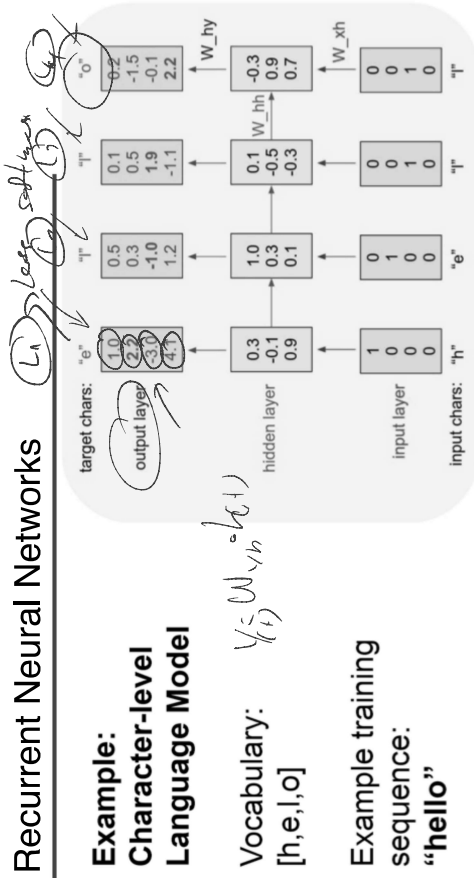 Recurrent Neural Networks
Example:
Character-level
Language Model
Vocabulary:
[h,e,l,o]
Example training
sequence:
"hello"
y(t) = W_yh · h(t)
L1 L2 L3 L4
softmax
target chars: "e" "l" "l" "o"
output layer
1.0 0.5 0.1 0.2
2.2 0.3 0.5 -1.5
-3.0 -1.0 1.9 -0.1
4.1 1.2 -1.1 2.2
W_hy
hidden layer
0.3 1.0 0.1 -0.3
-0.1 0.3 -0.5 0.9
0.9 0.1 -0.3 0.7
W_hh
W_xh
input layer
1 0 0 0
0 1 0 0
0 0 1 1
0 0 0 0
input chars: "h" "e" "l" "l"